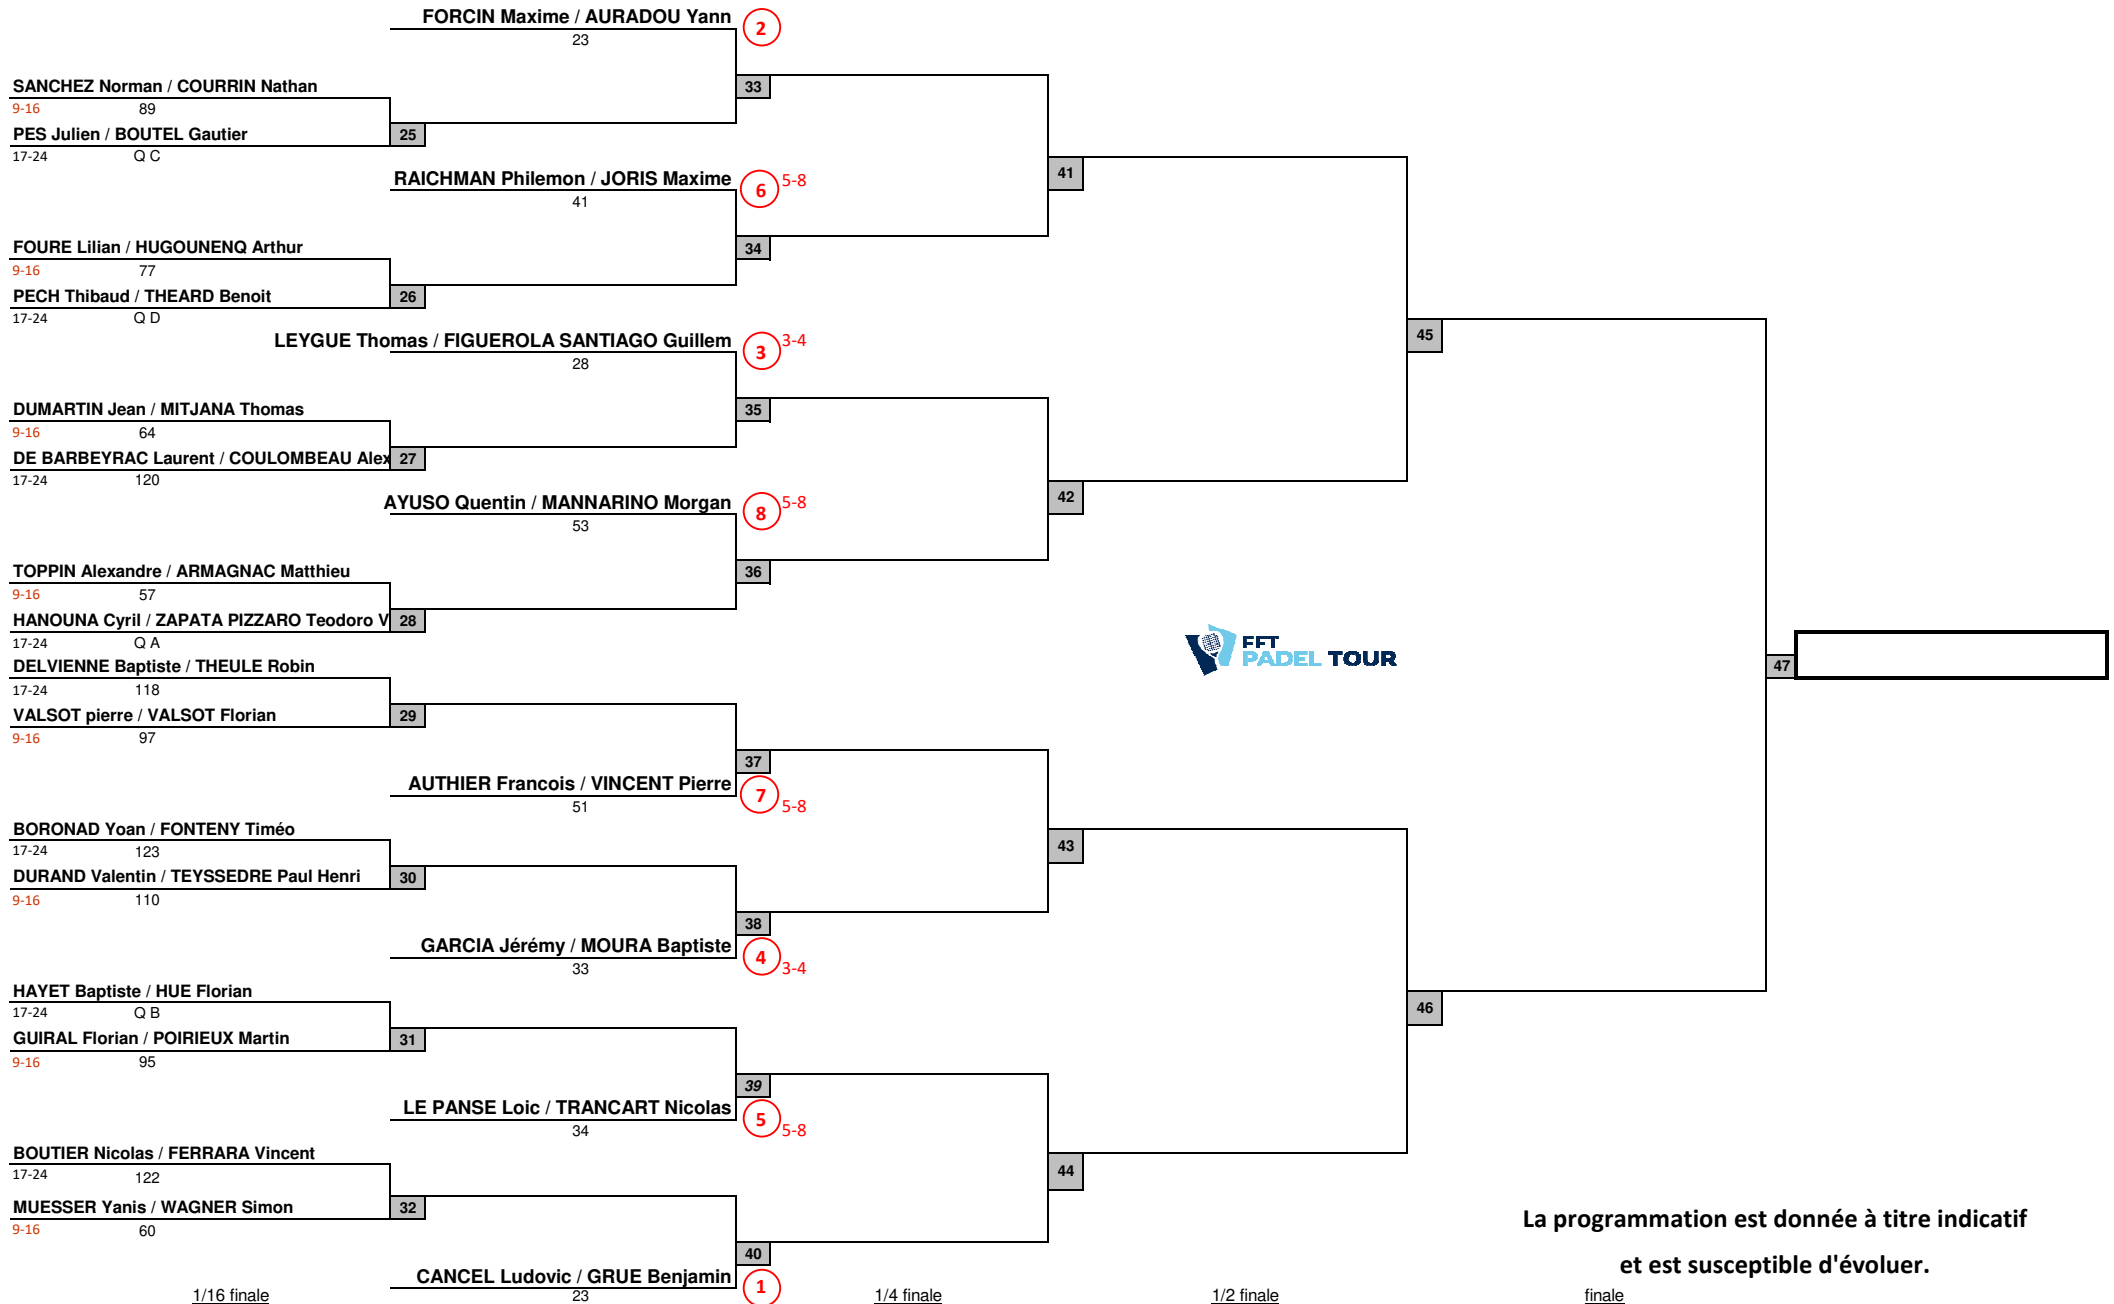 FORCIN Maxime / AURADOU Yann
2
23
SANCHEZ Norman / COURRIN Nathan
33
9-16 89
PES Julien / BOUTEL Gautier
25
17-24 Q C
RAICHMAN Philemon / JORIS Maxime
6 5-8
41
41
FOURE Lilian / HUGOUNENQ Arthur
34
9-16 77
PECH Thibaud / THEARD Benoit
26
17-24 Q D
LEYGUE Thomas / FIGUEROLA SANTIAGO Guillem
3 3-4
45
28
DUMARTIN Jean / MITJANA Thomas
35
9-16 64
DE BARBEYRAC Laurent / COULOMBEAU Alex
27
17-24 120
AYUSO Quentin / MANNARINO Morgan
8 5-8
42
53
TOPPIN Alexandre / ARMAGNAC Matthieu
36
9-16 57
HANOUNA Cyril / ZAPATA PIZZARO Teodoro V
28
17-24 Q A
FFT
PADEL TOUR
DELVIENNE Baptiste / THEULE Robin
47
17-24 118
VALSOT pierre / VALSOT Florian
29
9-16 97
37
AUTHIER Francois / VINCENT Pierre
7 5-8
51
BORONAD Yoan / FONTENY Timéo
43
17-24 123
DURAND Valentin / TEYSSEDRE Paul Henri
30
9-16 110
38
GARCIA Jérémy / MOURA Baptiste
4 3-4
33
HAYET Baptiste / HUE Florian
46
17-24 Q B
GUIRAL Florian / POIRIEUX Martin
31
9-16 95
39
LE PANSE Loic / TRANCART Nicolas
5 5-8
34
BOUTIER Nicolas / FERRARA Vincent
44
17-24 122
MUESSER Yanis / WAGNER Simon
32
9-16 60
La programmation est donnée à titre indicatif
et est susceptible d'évoluer.
40
CANCEL Ludovic / GRUE Benjamin
1
23
1/16 finale
1/4 finale
1/2 finale
finale